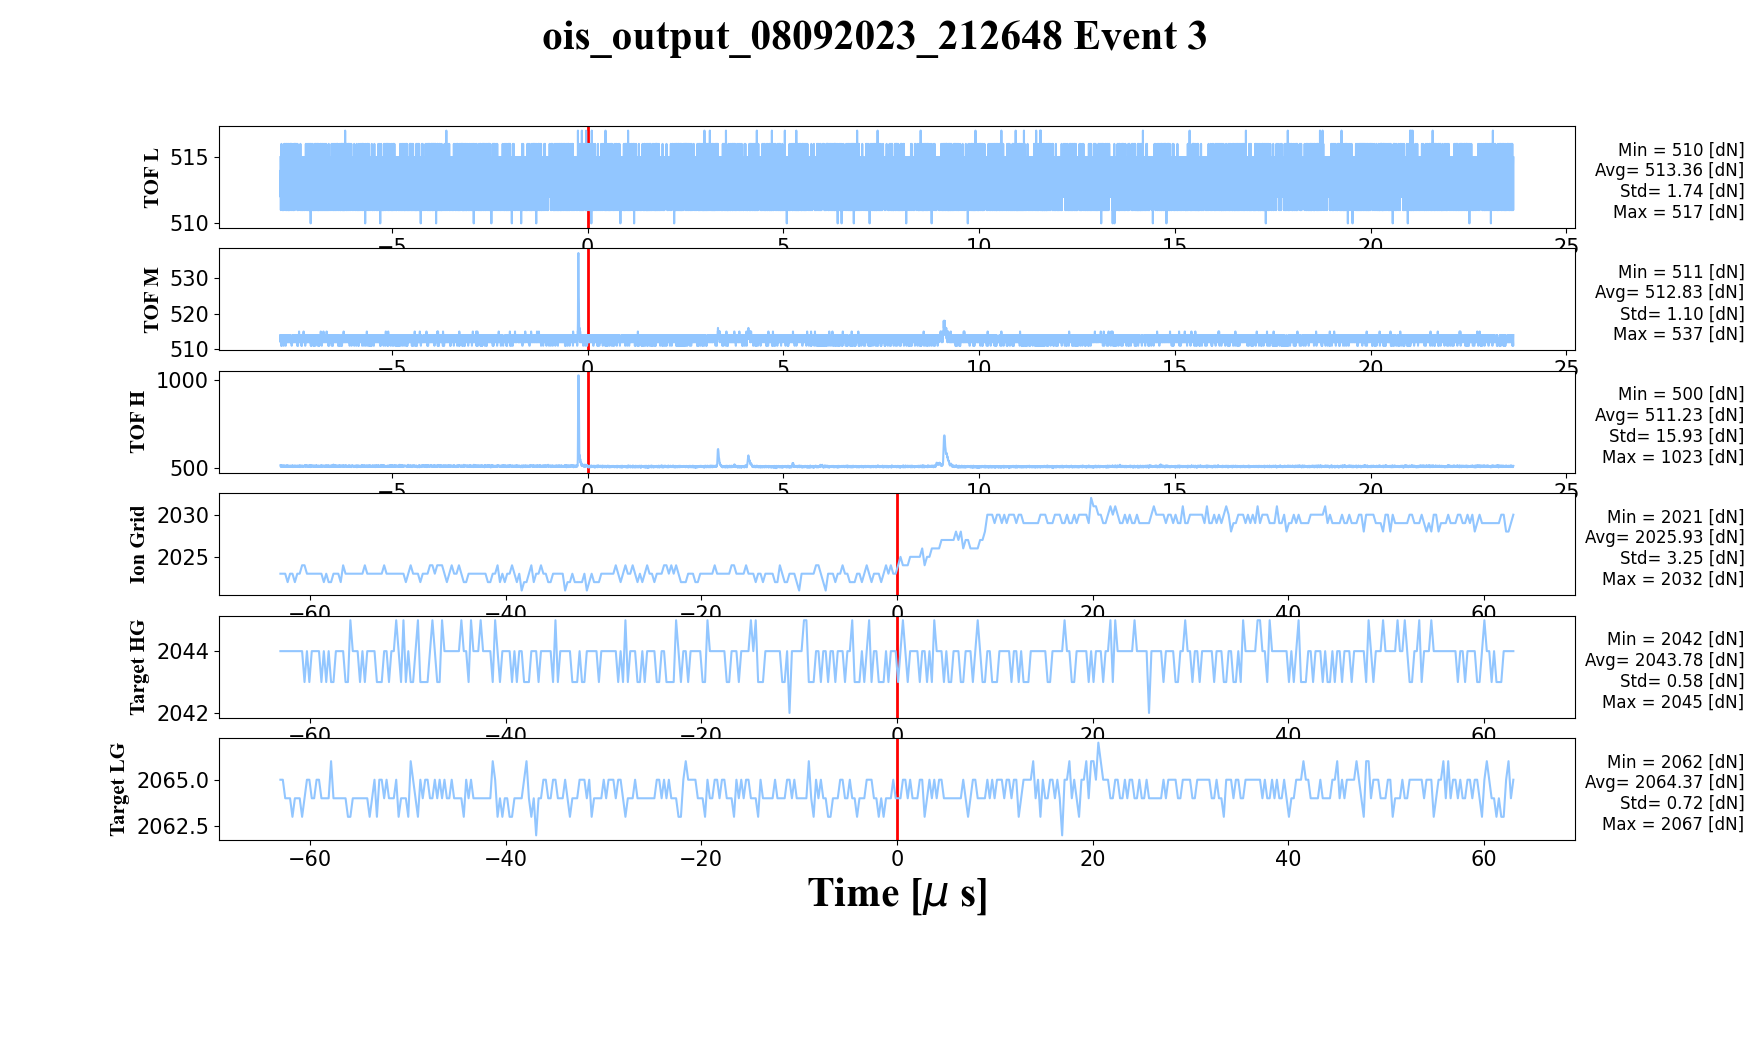 ois_output_08092023_212648 Event 3
TOF L
515
510
−5
0
5
10
15
20
25
Min = 510 [dN]
Avg= 513.36 [dN]
Std= 1.74 [dN]
Max = 517 [dN]
TOF M
530
520
510
−5
0
5
10
15
20
25
Min = 511 [dN]
Avg= 512.83 [dN]
Std= 1.10 [dN]
Max = 537 [dN]
TOF H
1000
500
−5
0
5
10
15
20
25
Min = 500 [dN]
Avg= 511.23 [dN]
Std= 15.93 [dN]
Max = 1023 [dN]
Ion Grid
2030
2025
−60
−40
−20
0
20
40
60
Min = 2021 [dN]
Avg= 2025.93 [dN]
Std= 3.25 [dN]
Max = 2032 [dN]
Target HG
2044
2042
−60
−40
−20
0
20
40
60
Min = 2042 [dN]
Avg= 2043.78 [dN]
Std= 0.58 [dN]
Max = 2045 [dN]
Target LG
2065.0
2062.5
−60
−40
−20
0
20
40
60
Min = 2062 [dN]
Avg= 2064.37 [dN]
Std= 0.72 [dN]
Max = 2067 [dN]
Time [μ s]